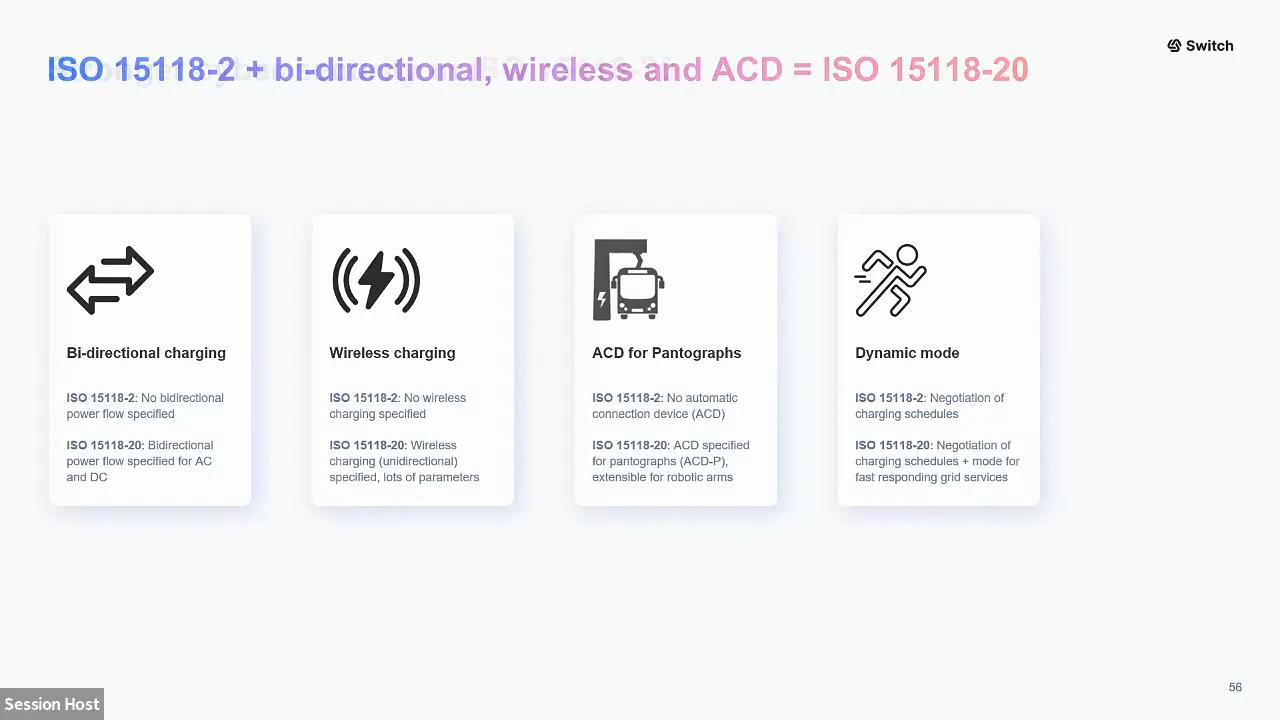 Switch
ISO 15118-2 + bi-directional, wireless and ACD = ISO 15118-20
Bi-directional charging
ISO 15118-2: No bidirectional
power flow specified
ISO 15118-20: Bidirectional
power flow specified for AC
and DC
Wireless charging
ISO 15118-2: No wireless
charging specified
ISO 15118-20: Wireless
charging (unidirectional)
specified, lots of parameters
ACD for Pantographs
ISO 15118-2: No automatic
connection device (ACD)
ISO 15118-20: ACD specified
for pantographs (ACD-P),
extensible for robotic arms
Dynamic mode
ISO 15118-2: Negotiation of
charging schedules
ISO 15118-20: Negotiation of
charging schedules + mode for
fast responding grid services
56
Session Host